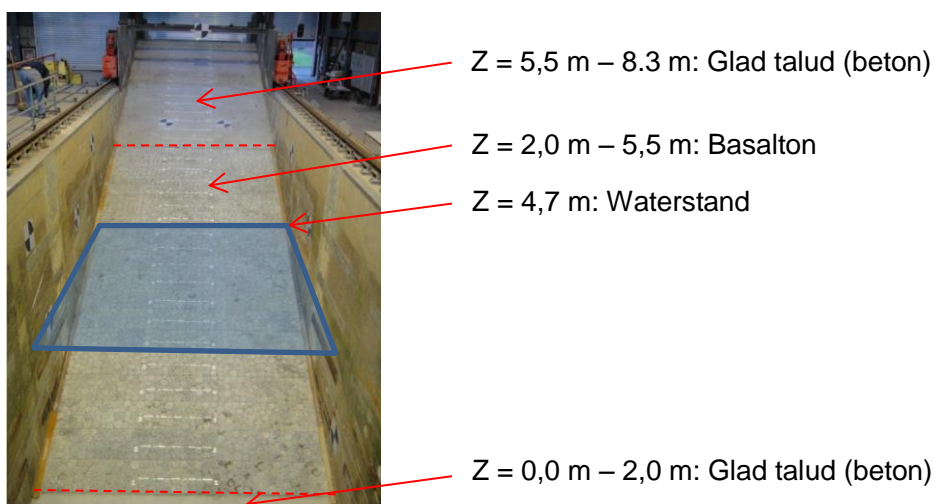 Z = 5,5 m – 8.3 m: Glad talud (beton)
Z = 2,0 m – 5,5 m: Basalton
Z = 4,7 m: Waterstand
Z = 0,0 m – 2,0 m: Glad talud (beton)